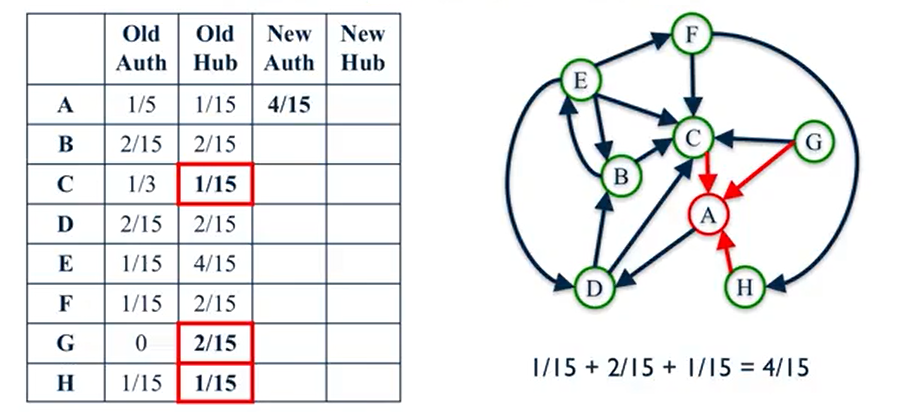 Old Auth Old Hub New Auth New Hub
A 1/5 1/15 4/15
B 2/15 2/15
C 1/3 1/15
D 2/15 2/15
E 1/15 4/15
F 1/15 2/15
G 0 2/15
H 1/15 1/15
F
E
C
G
B
A
D
H
1/15 + 2/15 + 1/15 = 4/15